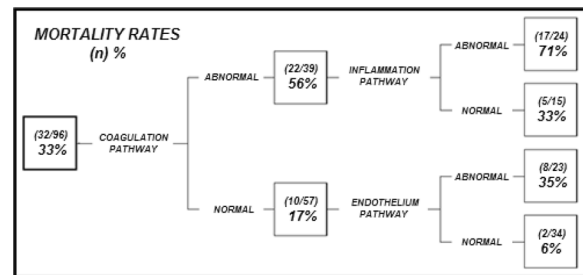 MORTALITY RATES
(n) %
(32/96)
33%
COAGULATION
PATHWAY
ABNORMAL
(22/39)
56%
INFLAMMATION
PATHWAY
ABNORMAL
(17/24)
71%
NORMAL
(5/15)
33%
NORMAL
(10/57)
17%
ENDOTHELIUM
PATHWAY
ABNORMAL
(8/23)
35%
NORMAL
(2/34)
6%